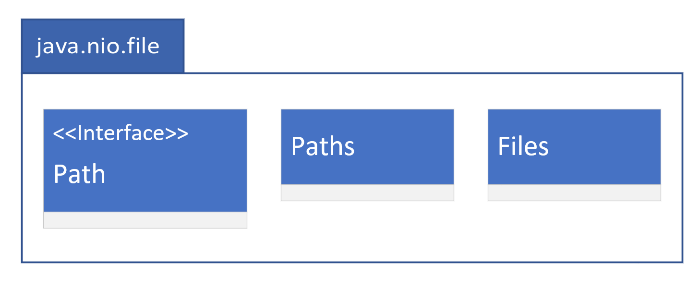 java.nio.file
<<Interface>>
Path
Paths
Files